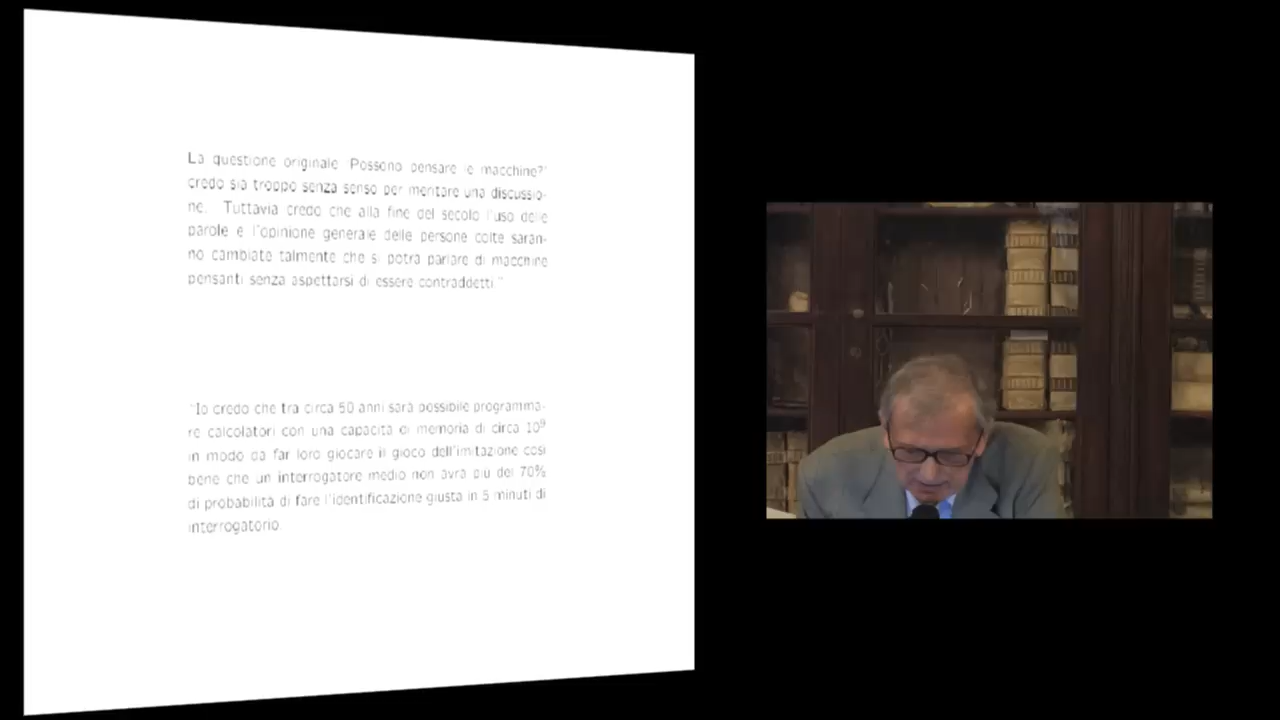 La questione originale "Possono pensare le macchine?"
credo sia troppo senza senso per meritare una discussio-
ne. Tuttavia credo che alla fine del secolo l'uso delle
parole e l'opinione generale delle persone colte saran-
no cambiate talmente che si potrà parlare di macchine
pensanti senza aspettarsi di essere contraddetti."
"Io credo che tra circa 50 anni sarà possibile programma-
re calcolatori con una capacità di memoria di circa 10⁹
in modo da far loro giocare il gioco dell'imitazione così
bene che un interrogatore medio non avrà più del 70%
di probabilità di fare l'identificazione giusta in 5 minuti di
interrogatorio.